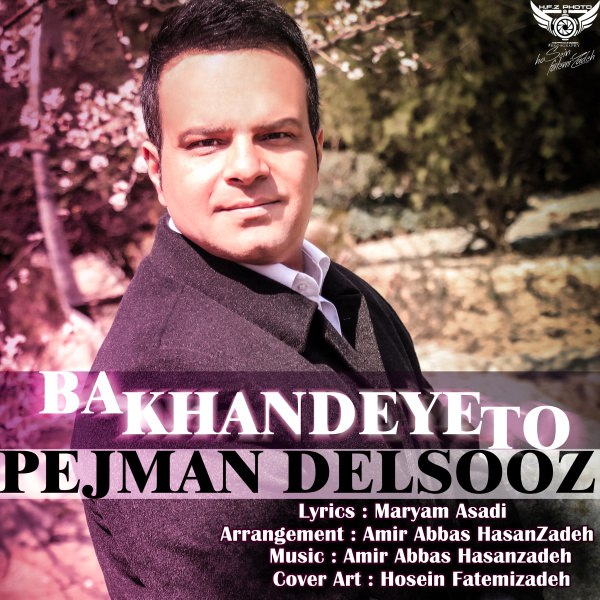 H.F.Z PHOTO
BA KHANDEYE TO
PEJMAN DELSOOZ
Lyrics : Maryam Asadi
Arrangement : Amir Abbas HasanZadeh
Music : Amir Abbas Hasanzadeh
Cover Art : Hosein Fatemizadeh